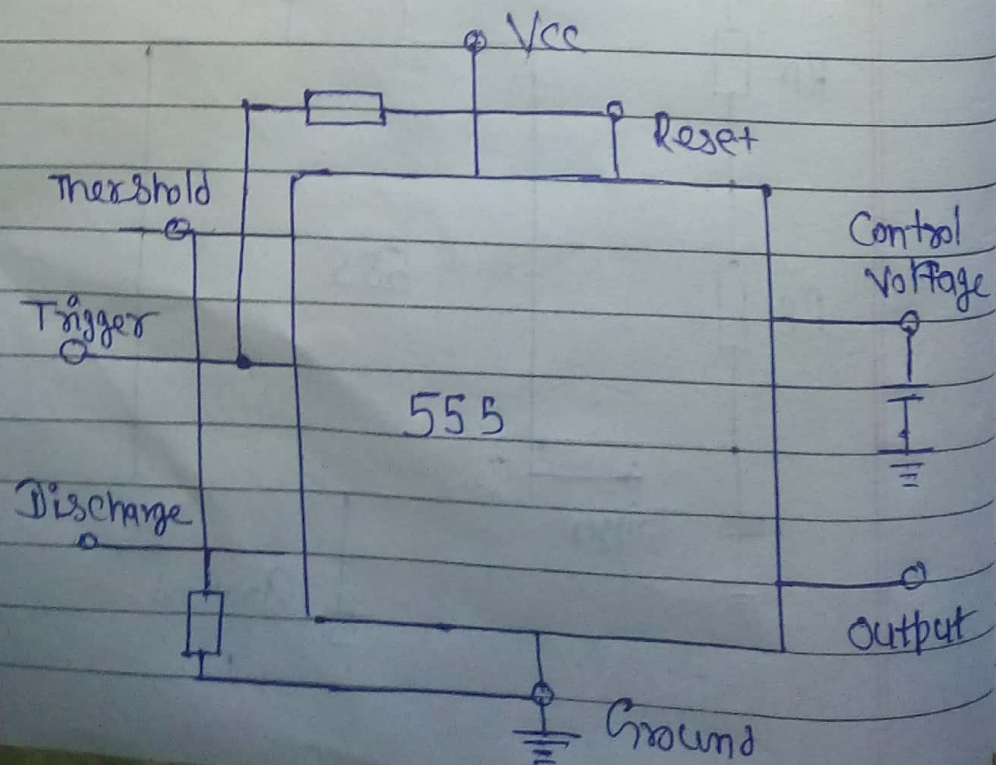 Vcc
Reset
Thershold
Control
Voltage
Trigger
555
Discharge
Output
Ground